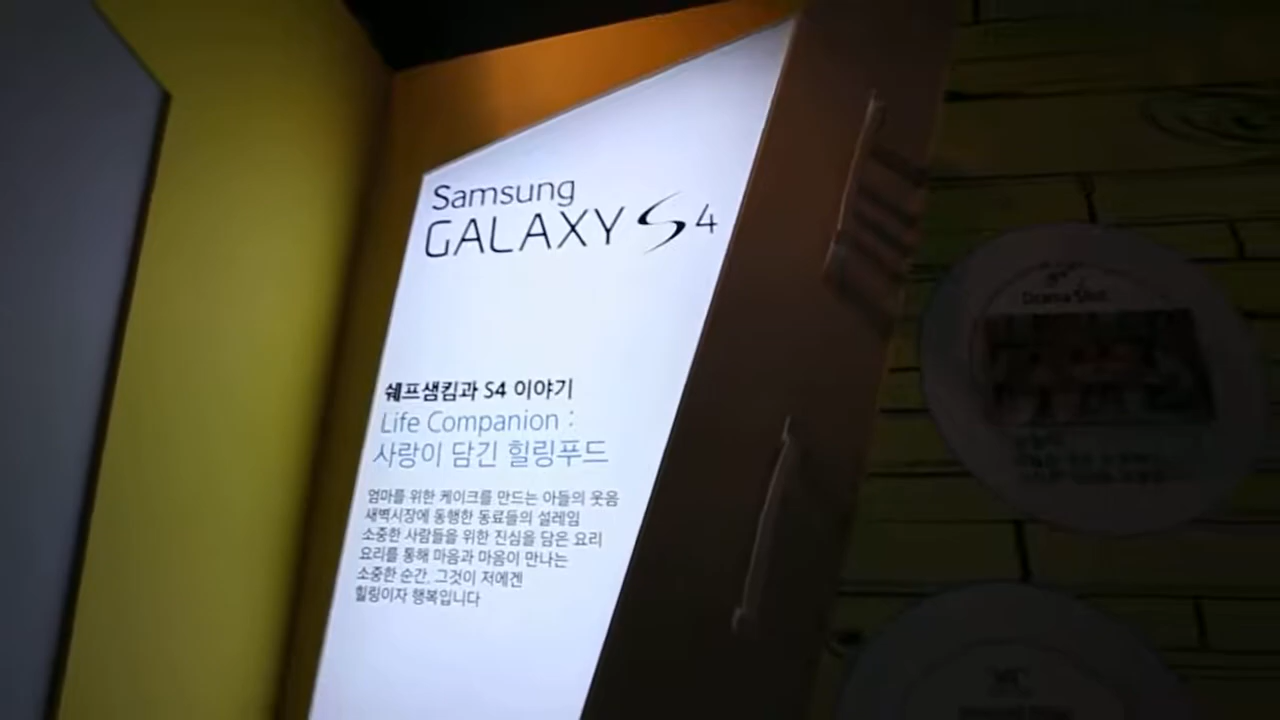 Samsung
GALAXY S4
쉐프샘킴과 S4 이야기
Life Companion :
사랑이 담긴 힐링푸드
엄마를 위한 케이크를 만드는 아들의 웃음
새벽시장에 동행한 동료들의 설레임
소중한 사람들을 위한 진심을 담은 요리
요리를 통해 마음과 마음이 만나는
소중한 순간, 그것이 저에겐
힐링이자 행복입니다
Drama Shot